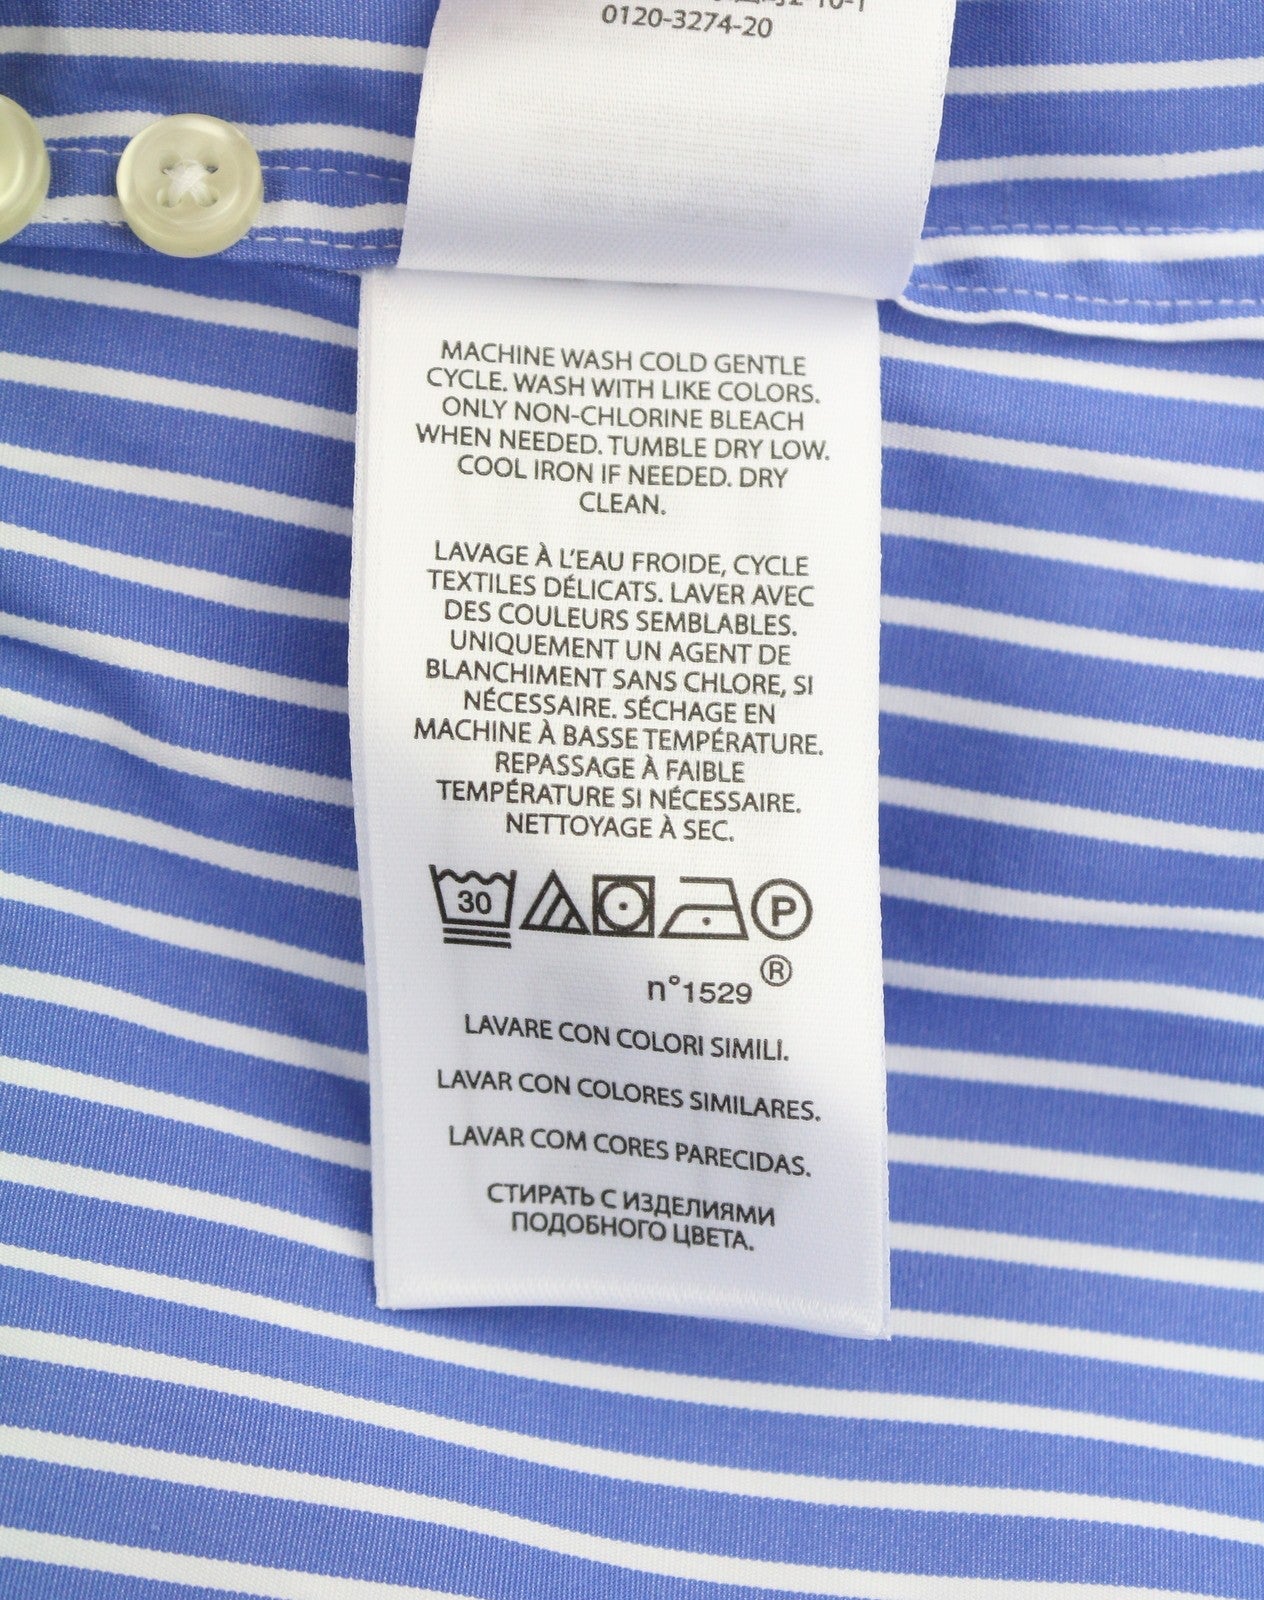 0120-3274-20
MACHINE WASH COLD GENTLE
CYCLE. WASH WITH LIKE COLORS.
ONLY NON-CHLORINE BLEACH
WHEN NEEDED. TUMBLE DRY LOW.
COOL IRON IF NEEDED. DRY
CLEAN.
LAVAGE À L'EAU FROIDE, CYCLE
TEXTILES DÉLICATS. LAVER AVEC
DES COULEURS SEMBLABLES.
UNIQUEMENT UN AGENT DE
BLANCHIMENT SANS CHLORE, SI
NÉCESSAIRE. SÉCHAGE EN
MACHINE À BASSE TEMPÉRATURE.
REPASSAGE À FAIBLE
TEMPÉRATURE SI NÉCESSAIRE.
NETTOYAGE À SEC.
30 P
®
n°1529
LAVARE CON COLORI SIMILI.
LAVAR CON COLORES SIMILARES.
LAVAR COM CORES PARECIDAS.
СТИРАТЬ С ИЗДЕЛИЯМИ
ПОДОБНОГО ЦВЕТА.